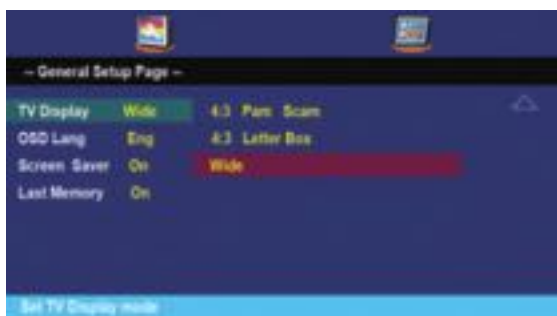 -- General Setup Page --
TV Display Wide 4:3 Pam Scam
OSD Lang Eng 4:3 Letter Box
Screen Saver On Wide
Last Memory On
Set TV Display mode